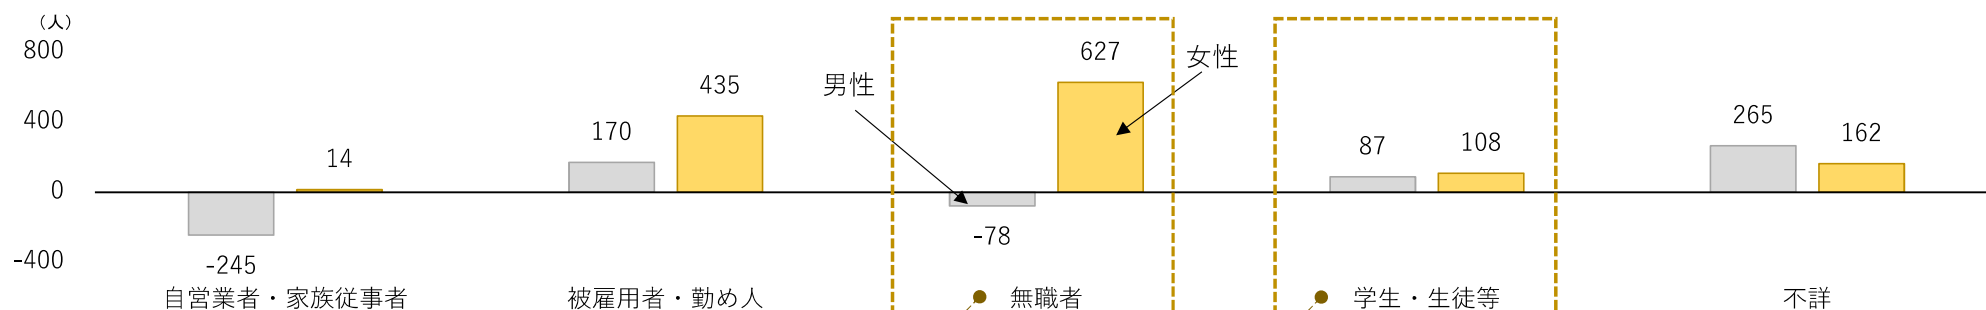 （人）
800
400
0
-400
-245
14
170
435
男性
-78
627
女性
87
108
265
162
自営業者・家族従事者
被雇用者・勤め人
無職者
学生・生徒等
不詳